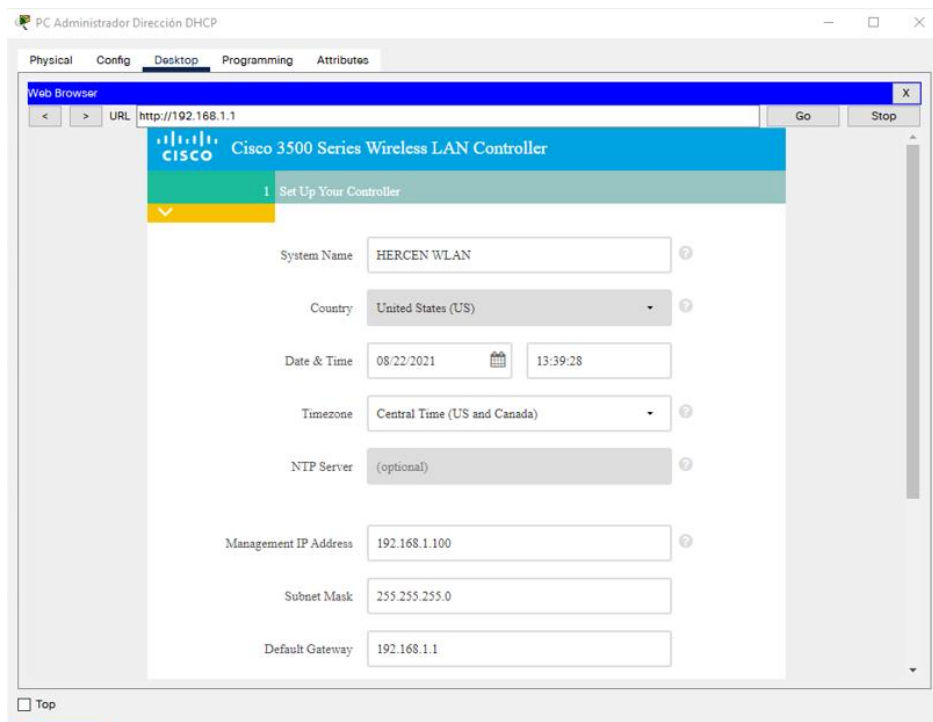 PC Administrador Dirección DHCP
Physical Config Desktop Programming Attributes
Web Browser X
< > URL http://192.168.1.1 Go Stop
CISCO Cisco 3500 Series Wireless LAN Controller
1 Set Up Your Controller
System Name HERCEN WLAN ?
Country United States (US) ?
Date & Time 08/22/2021 13:39:28
Timezone Central Time (US and Canada) ?
NTP Server (optional) ?
Management IP Address 192.168.1.100 ?
Subnet Mask 255.255.255.0
Default Gateway 192.168.1.1
Top